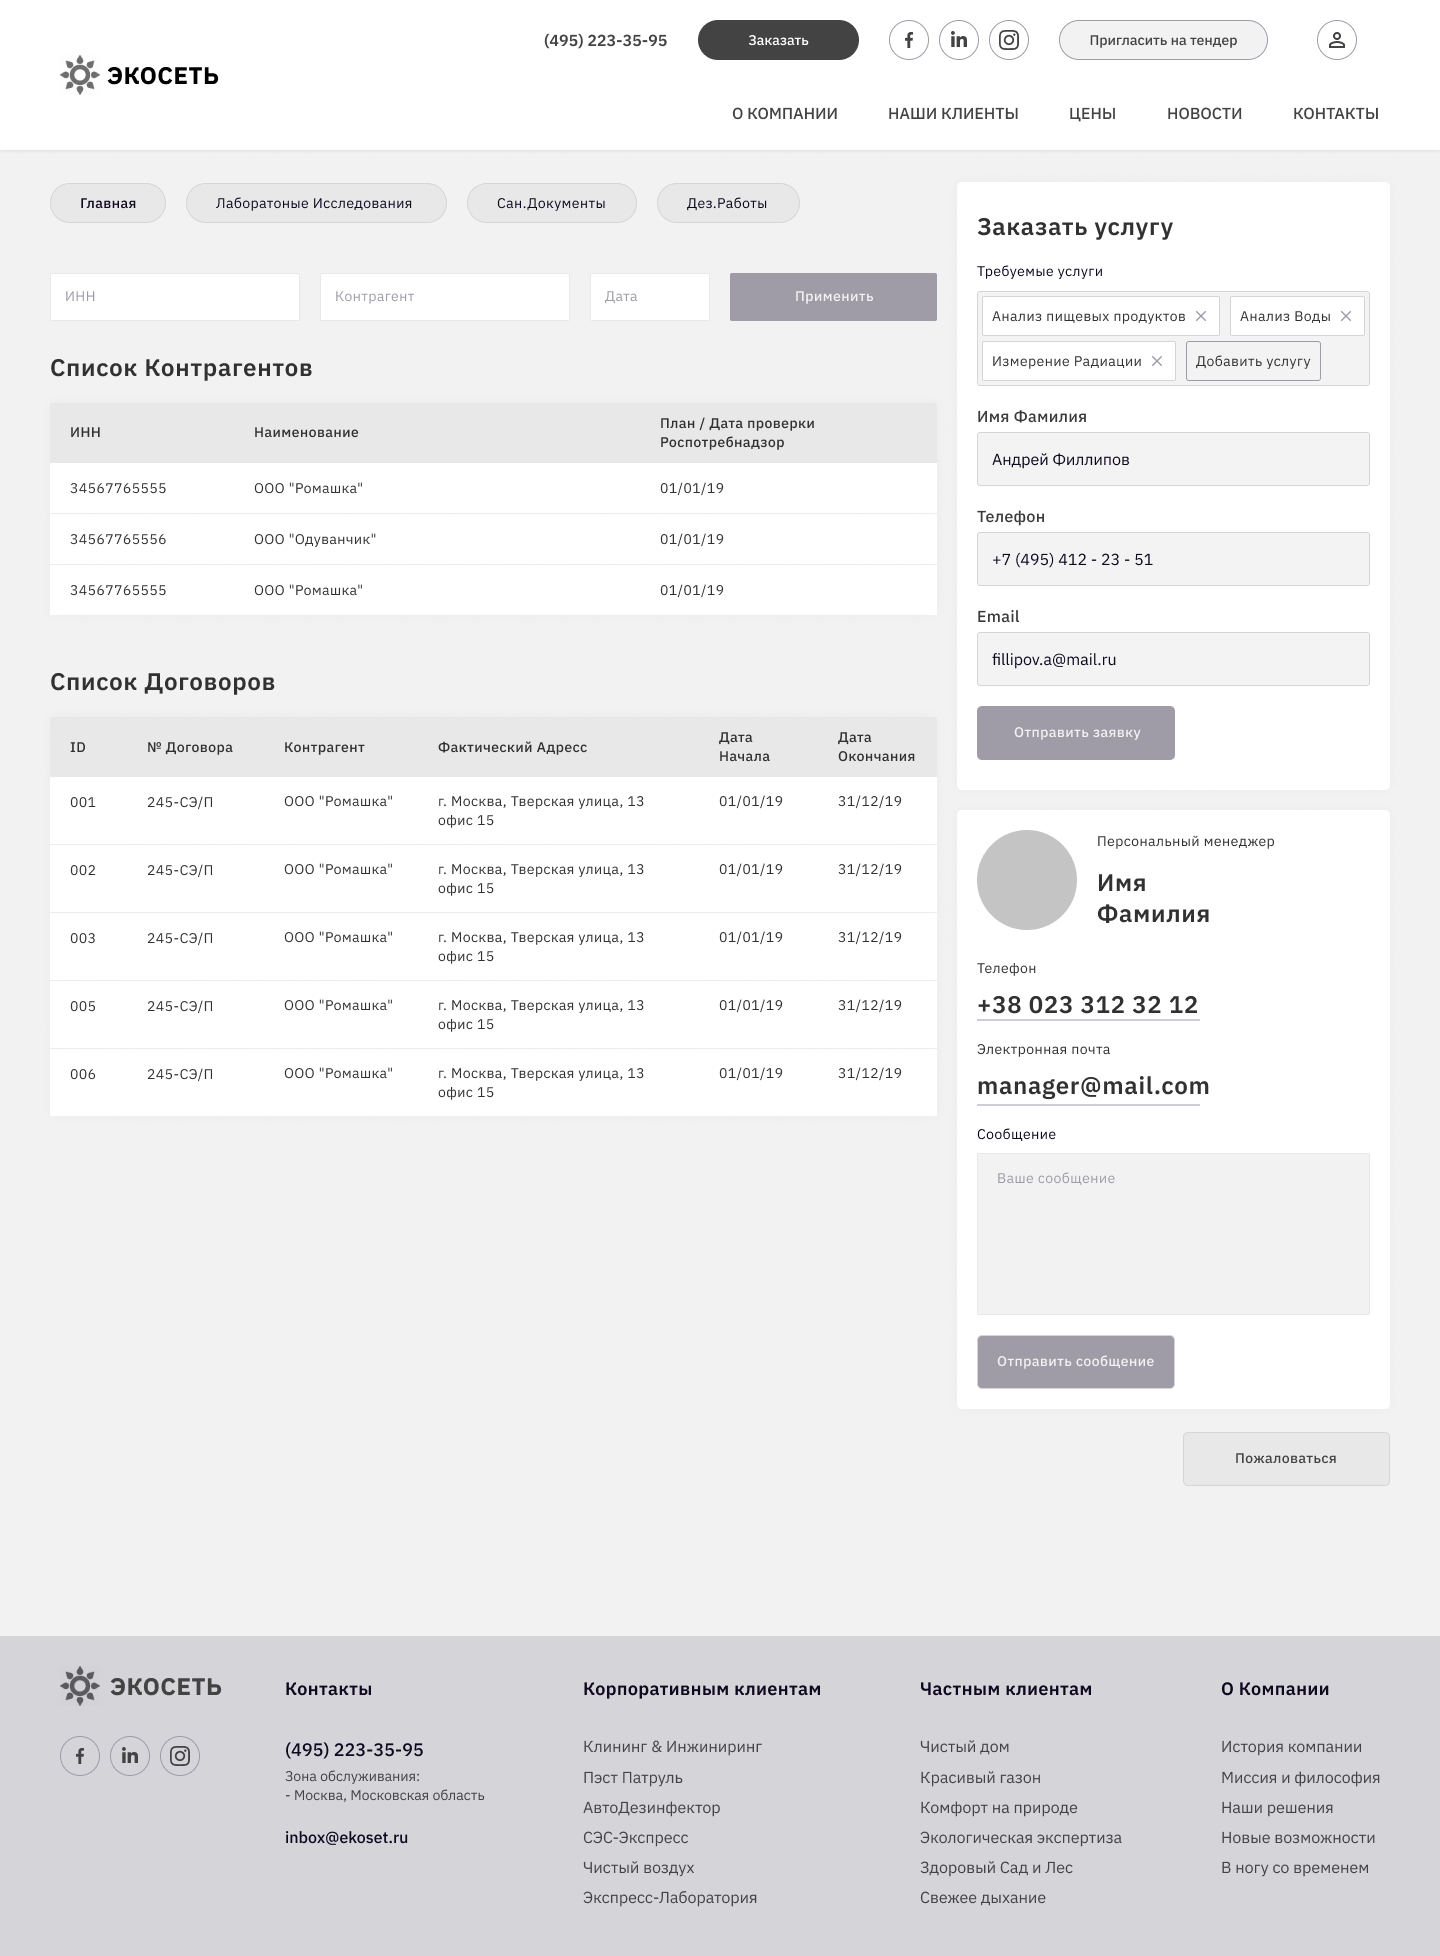 (495) 223-35-95
Заказать
Пригласить на тендер
ЭКОСЕТЬ
О КОМПАНИИ
НАШИ КЛИЕНТЫ
ЦЕНЫ
НОВОСТИ
КОНТАКТЫ
Главная
Лаборатоные Исследования
Сан.Документы
Дез.Работы
ИНН
Контрагент
Дата
Применить
Список Контрагентов
ИНН
Наименование
План / Дата проверки
Роспотребнадзор
34567765555
ООО "Ромашка"
01/01/19
34567765556
ООО "Одуванчик"
01/01/19
34567765555
ООО "Ромашка"
01/01/19
Список Договоров
ID
№ Договора
Контрагент
Фактический Адресс
Дата
Начала
Дата
Окончания
001
245-СЭ/П
ООО "Ромашка"
г. Москва, Тверская улица, 13
офис 15
01/01/19
31/12/19
002
245-СЭ/П
ООО "Ромашка"
г. Москва, Тверская улица, 13
офис 15
01/01/19
31/12/19
003
245-СЭ/П
ООО "Ромашка"
г. Москва, Тверская улица, 13
офис 15
01/01/19
31/12/19
005
245-СЭ/П
ООО "Ромашка"
г. Москва, Тверская улица, 13
офис 15
01/01/19
31/12/19
006
245-СЭ/П
ООО "Ромашка"
г. Москва, Тверская улица, 13
офис 15
01/01/19
31/12/19
Заказать услугу
Требуемые услуги
Анализ пищевых продуктов
Анализ Воды
Измерение Радиации
Добавить услугу
Имя Фамилия
Андрей Филлипов
Телефон
+7 (495) 412 - 23 - 51
Email
fillipov.a@mail.ru
Отправить заявку
Персональный менеджер
Имя
Фамилия
Телефон
+38 023 312 32 12
Электронная почта
manager@mail.com
Сообщение
Ваше сообщение
Отправить сообщение
Пожаловаться
ЭКОСЕТЬ
Контакты
(495) 223-35-95
Зона обслуживания:
- Москва, Московская область
inbox@ekoset.ru
Корпоративным клиентам
Клининг & Инжиниринг
Пэст Патруль
АвтоДезинфектор
СЭС-Экспресс
Чистый воздух
Экспресс-Лаборатория
Частным клиентам
Чистый дом
Красивый газон
Комфорт на природе
Экологическая экспертиза
Здоровый Сад и Лес
Свежее дыхание
О Компании
История компании
Миссия и философия
Наши решения
Новые возможности
В ногу со временем